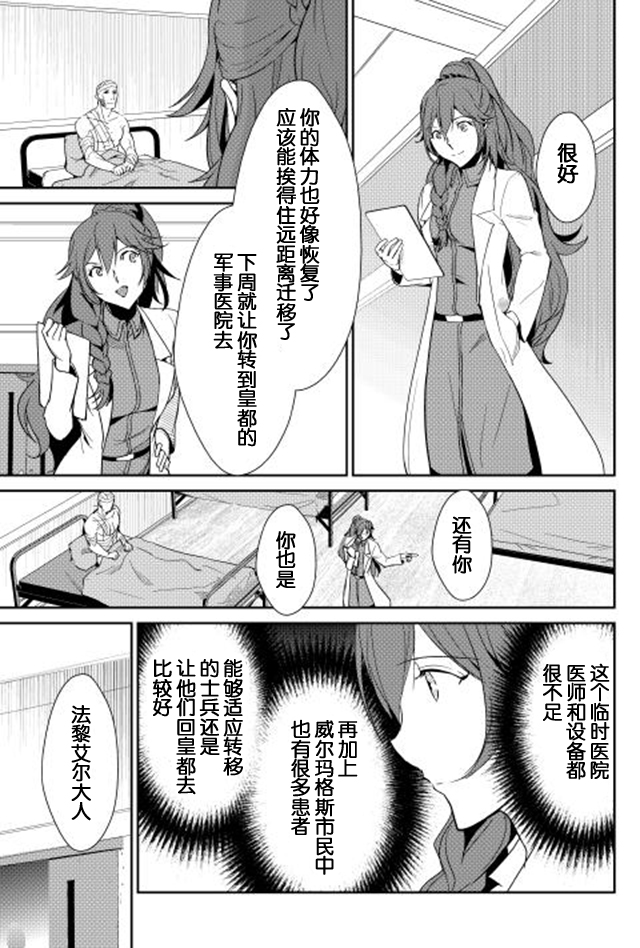 很好
你的体力也好像恢复了
应该能挨得住远距离迁移了
下周就让你转到皇都的
军事医院去
还有你
你也是
这个临时医院
医师和设备都
很不足
再加上
威尔玛格斯市民中
也有很多患者
能够适应转移
的士兵还是
让他们回皇都去
比较好
法黎艾尔大人